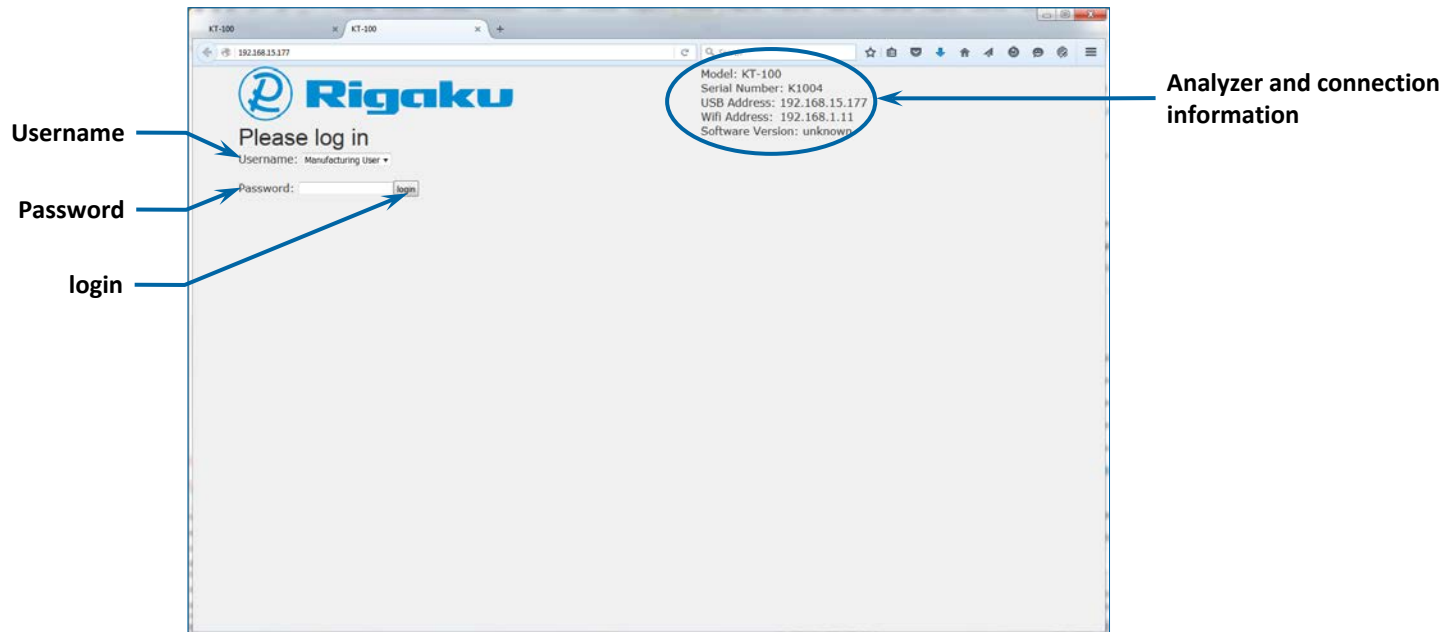 KT-100
KT-100
192.168.15.177
Rigaku
Model: KT-100
Serial Number: K1004
USB Address: 192.168.15.177
Wifi Address: 192.168.1.11
Software Version: unknown
Analyzer and connection
information
Username
Please log in
Username: Manufacturing User
Password
Password: login
login